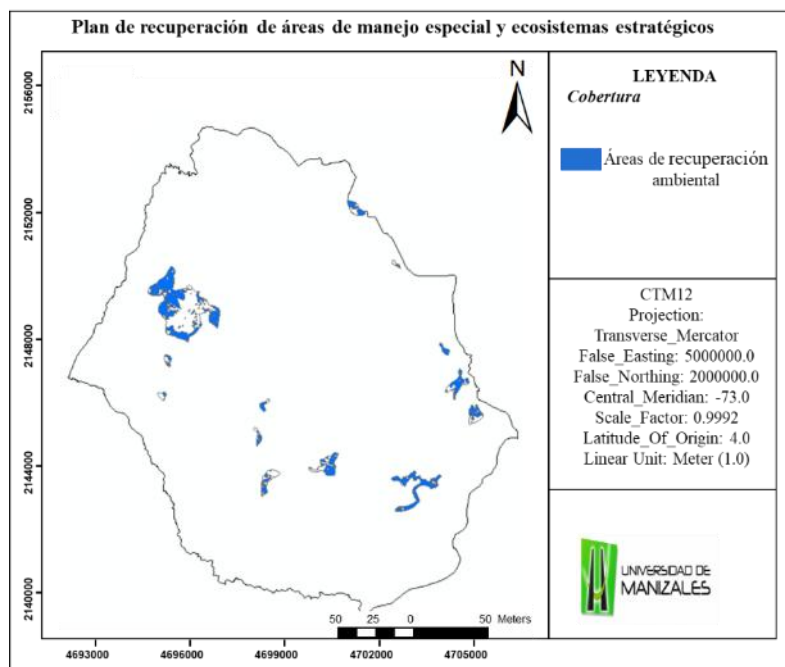 Plan de recuperación de áreas de manejo especial y ecosistemas estratégicos
N
LEYENDA
Cobertura
Áreas de recuperación
ambiental
2156000
2152000
2148000
2144000
2140000
CTM12
Projection:
Transverse_Mercator
False_Easting: 5000000.0
False_Northing: 2000000.0
Central_Meridian: -73.0
Scale_Factor: 0.9992
Latitude_Of_Origin: 4.0
Linear Unit: Meter (1.0)
UNIVERSIDAD DE
MANIZALES
50 25 0 50 Meters
4693000 4696000 4699000 4702000 4705000